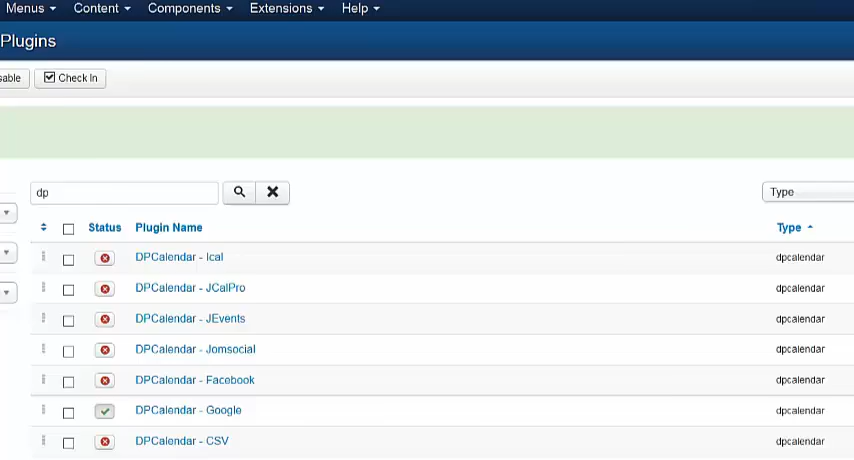 Menus Content Components Extensions Help
Plugins
Check In
dp
Type
Status Plugin Name Type
DPCalendar - Ical dpcalendar
DPCalendar - JCalPro dpcalendar
DPCalendar - JEvents dpcalendar
DPCalendar - Jomsocial dpcalendar
DPCalendar - Facebook dpcalendar
DPCalendar - Google dpcalendar
DPCalendar - CSV dpcalendar